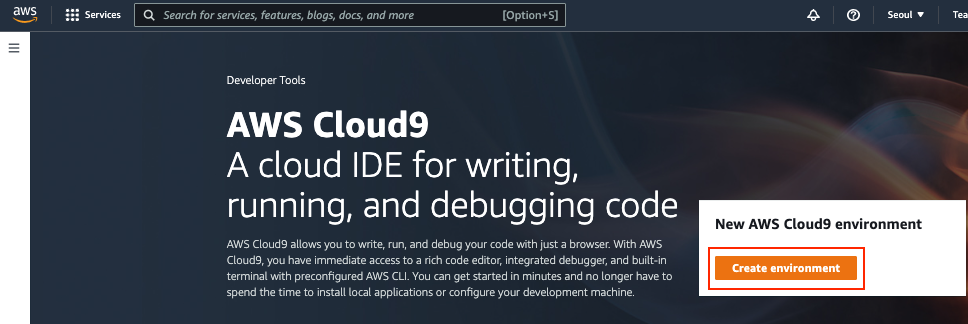 aws
Services
Search for services, features, blogs, docs, and more
[Option+S]
Seoul ▼
Tea
Developer Tools
AWS Cloud9
A cloud IDE for writing,
running, and debugging code
AWS Cloud9 allows you to write, run, and debug your code with just a browser. With AWS
Cloud9, you have immediate access to a rich code editor, integrated debugger, and built-in
terminal with preconfigured AWS CLI. You can get started in minutes and no longer have to
spend the time to install local applications or configure your development machine.
New AWS Cloud9 environment
Create environment